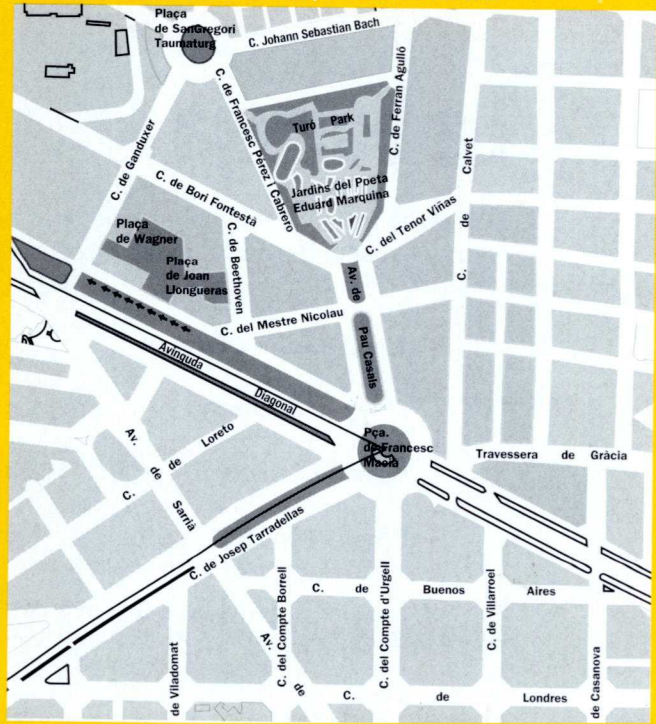 Plaça
de SanGregori
Taumaturg
C. Johann Sebastian Bach
C. de Ganduxer
C. de Francesc Pérez i Cabrero
Turó Park
C. de Ferran Agulló
Jardins del Poeta
Eduard Marquina
C. de Calvet
C. de Bori Fontestà
C. del Tenor Viñas
Plaça
de Wagner
Plaça
de Joan
Llongueras
C. de Beethoven
Av. de
Pau Casals
C. del Mestre Nicolau
Avinguda
Diagonal
Pça.
de Francesc
Macià
Travessera de Gràcia
C. de Loreto
Av. de Sarrià
C. de Josep Tarradellas
C. de Buenos Aires
C. del Compte Borrell
C. del Compte d'Urgell
C. de Villarroel
de Viladomat
Av. de
C. de Londres
de Casanova